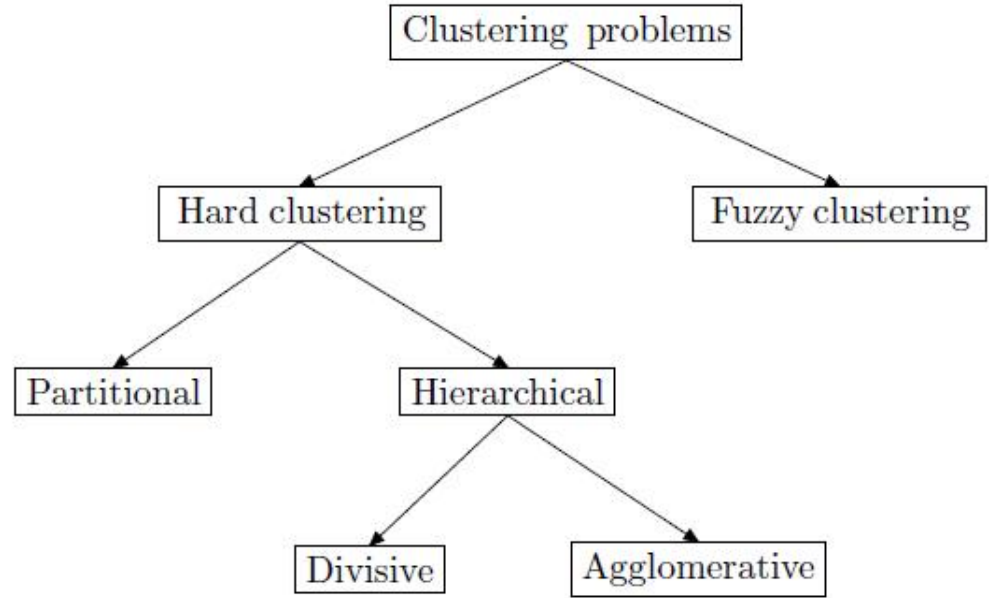 Clustering problems
Hard clustering
Fuzzy clustering
Partitional
Hierarchical
Divisive
Agglomerative